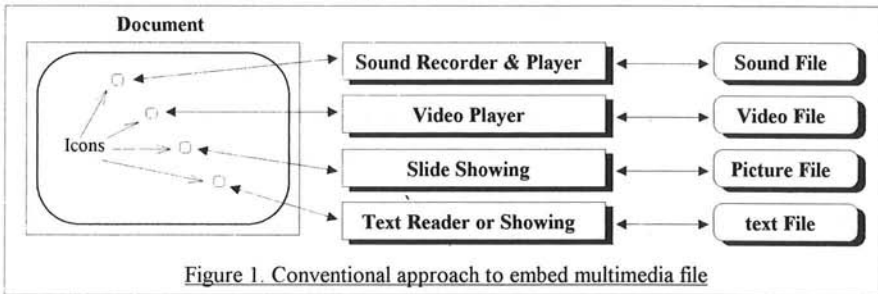 Document
Sound Recorder & Player
Sound File
Video Player
Video File
Icons
Slide Showing
Picture File
Text Reader or Showing
text File
Figure 1. Conventional approach to embed multimedia file